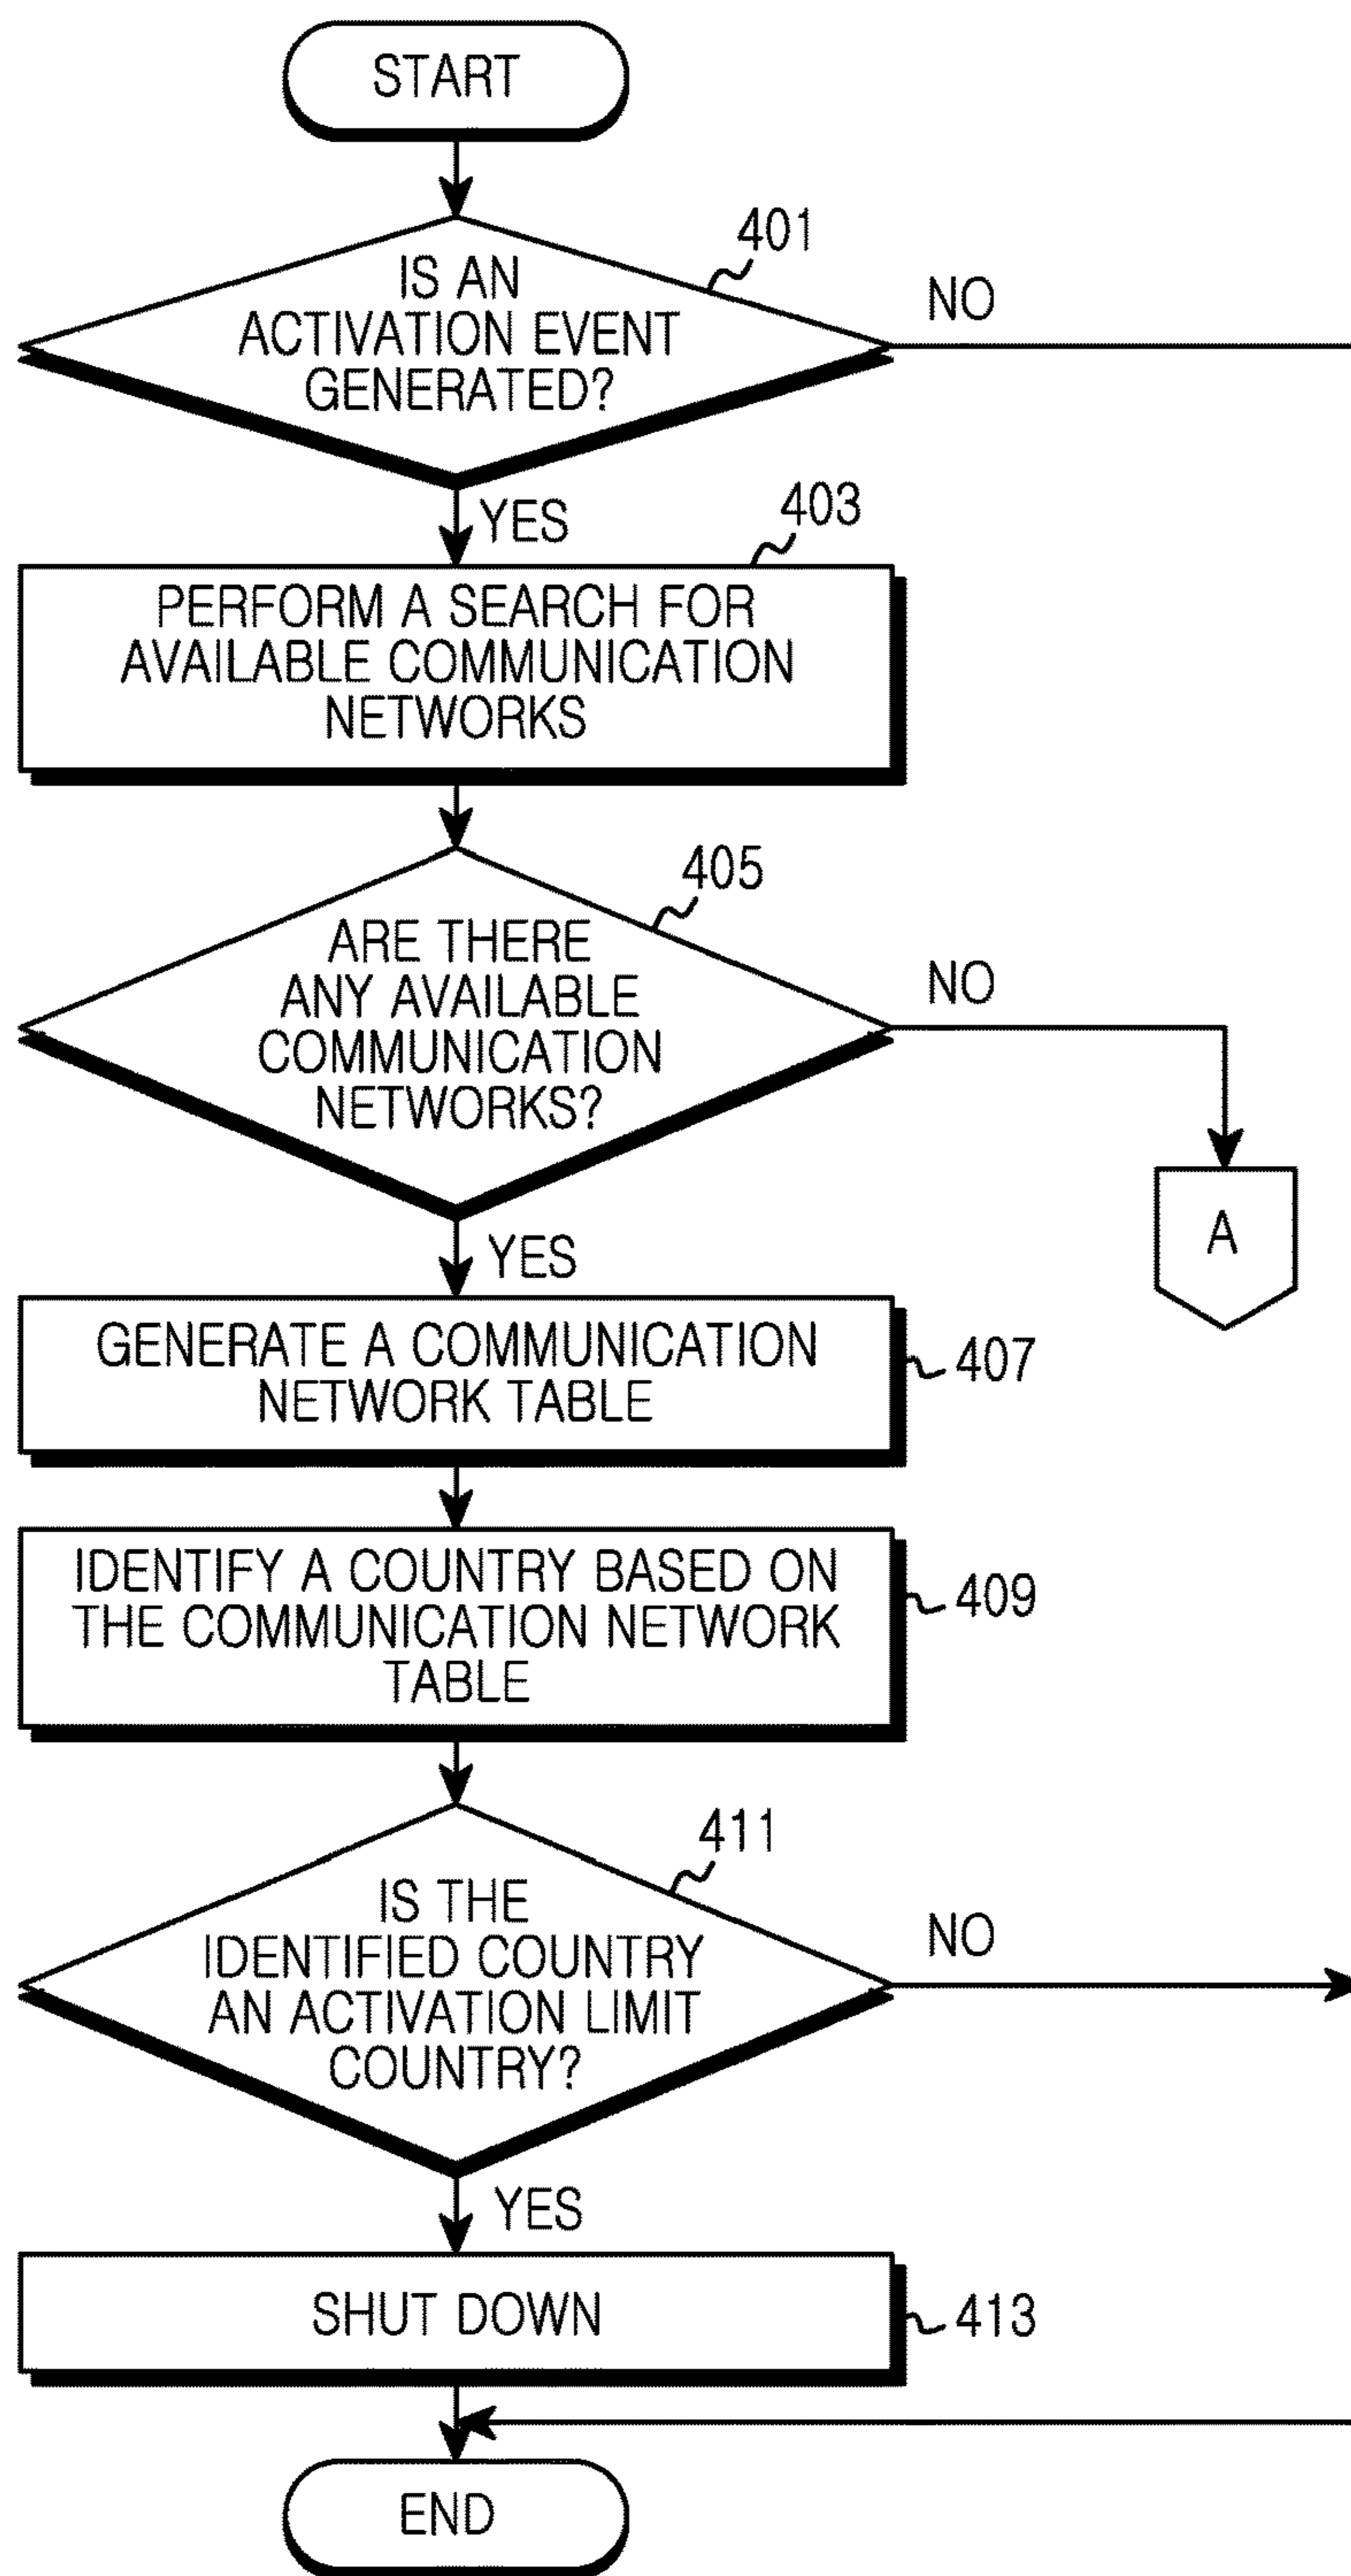 START
401
IS AN
ACTIVATION EVENT
GENERATED?
NO
YES
403
PERFORM A SEARCH FOR
AVAILABLE COMMUNICATION
NETWORKS
405
ARE THERE
ANY AVAILABLE
COMMUNICATION
NETWORKS?
NO
A
YES
GENERATE A COMMUNICATION
NETWORK TABLE
407
IDENTIFY A COUNTRY BASED ON
THE COMMUNICATION NETWORK
TABLE
409
411
IS THE
IDENTIFIED COUNTRY
AN ACTIVATION LIMIT
COUNTRY?
NO
YES
SHUT DOWN
413
END